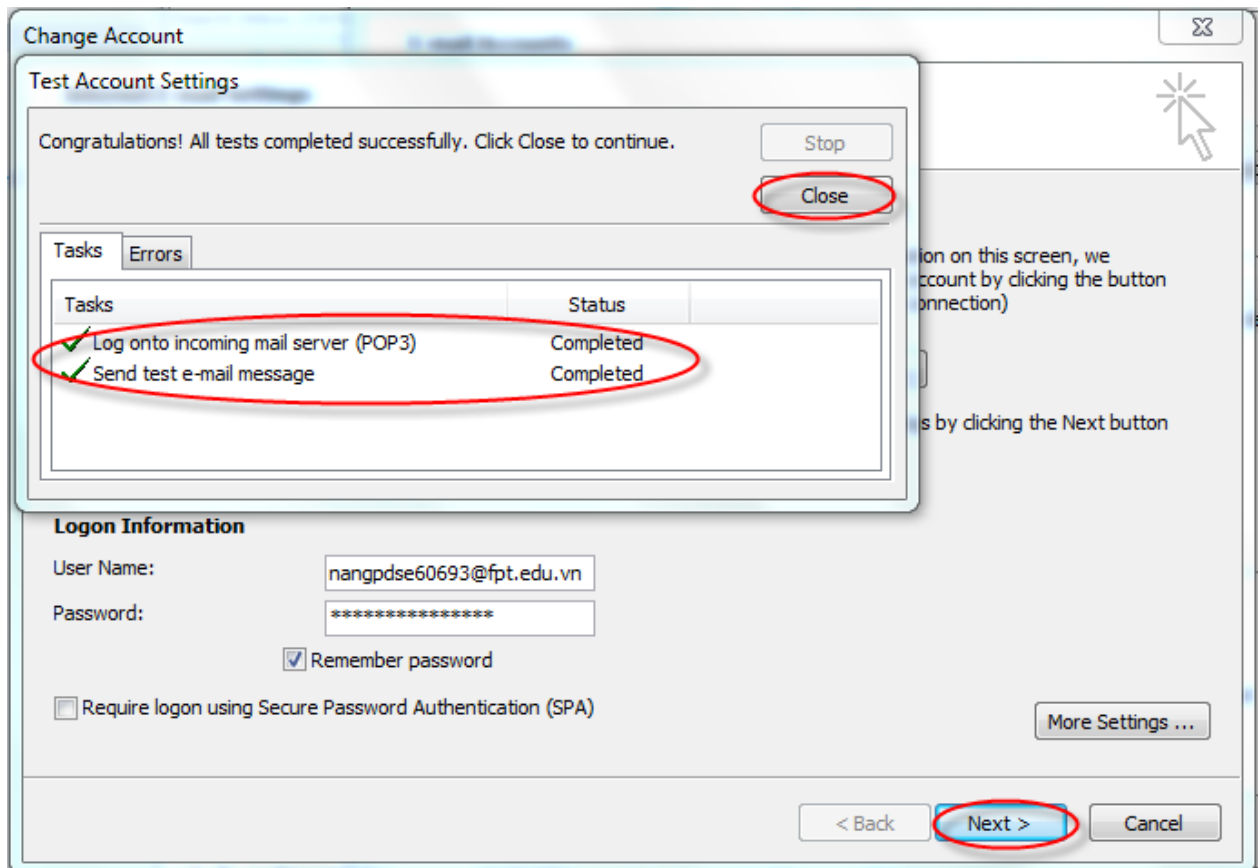 Change Account
Test Account Settings
Congratulations! All tests completed successfully. Click Close to continue.
Stop
Close
Tasks
Errors
Tasks Status
Log onto incoming mail server (POP3) Completed
Send test e-mail message Completed
on this screen, we
by clicking the button
by clicking the Next button
Logon Information
User Name: nangpdse60693@fpt.edu.vn
Password: ***************
Remember password
Require logon using Secure Password Authentication (SPA)
More Settings ...
< Back
Next >
Cancel